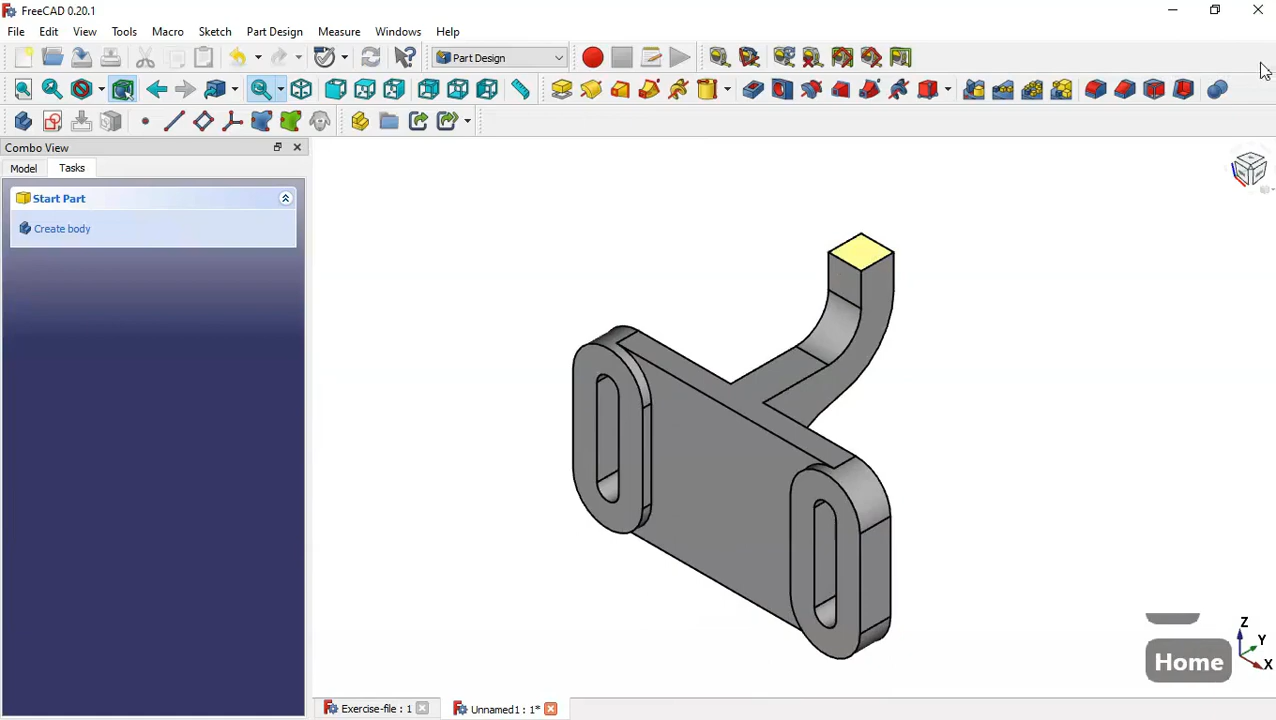 FreeCAD 0.20.1
File Edit View Tools Macro Sketch Part Design Measure Windows Help
Part Design
Combo View
Model Tasks
Start Part
Create body
Home
Z
Y
X
Exercise-file : 1 Unnamed1 : 1*